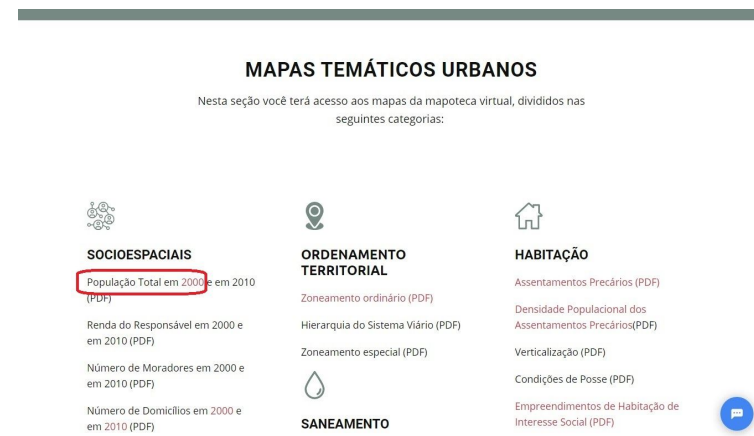 MAPAS TEMÁTICOS URBANOS
Nesta seção você terá acesso aos mapas da mapoteca virtual, divididos nas
seguintes categorias:
SOCIOESPACIAIS
População Total em 2000 e em 2010
(PDF)
Renda do Responsável em 2000 e
em 2010 (PDF)
Número de Moradores em 2000 e
em 2010 (PDF)
Número de Domicílios em 2000 e
em 2010 (PDF)
ORDENAMENTO
TERRITORIAL
Zoneamento ordinário (PDF)
Hierarquia do Sistema Viário (PDF)
Zoneamento especial (PDF)
SANEAMENTO
HABITAÇÃO
Assentamentos Precários (PDF)
Densidade Populacional dos
Assentamentos Precários(PDF)
Verticalização (PDF)
Condições de Posse (PDF)
Empreendimentos de Habitação de
Interesse Social (PDF)